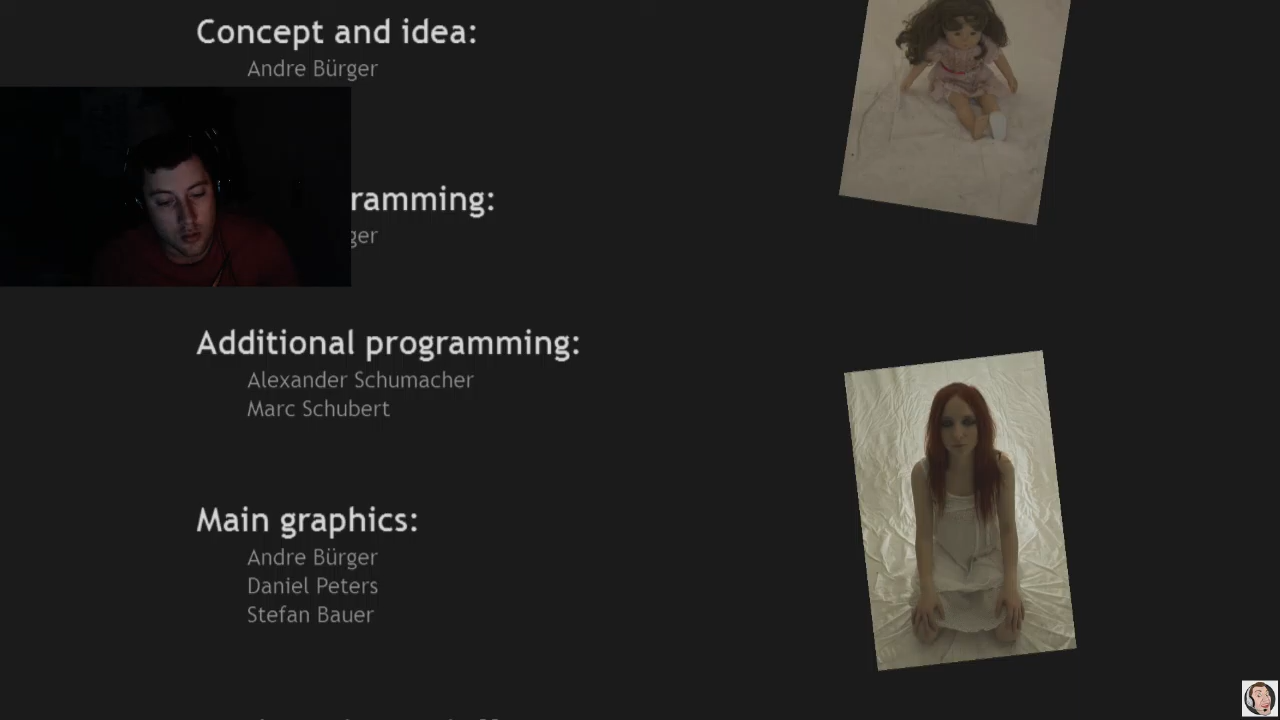 Concept and idea:
Andre Bürger
ramming:
ger
Additional programming:
Alexander Schumacher
Marc Schubert
Main graphics:
Andre Bürger
Daniel Peters
Stefan Bauer